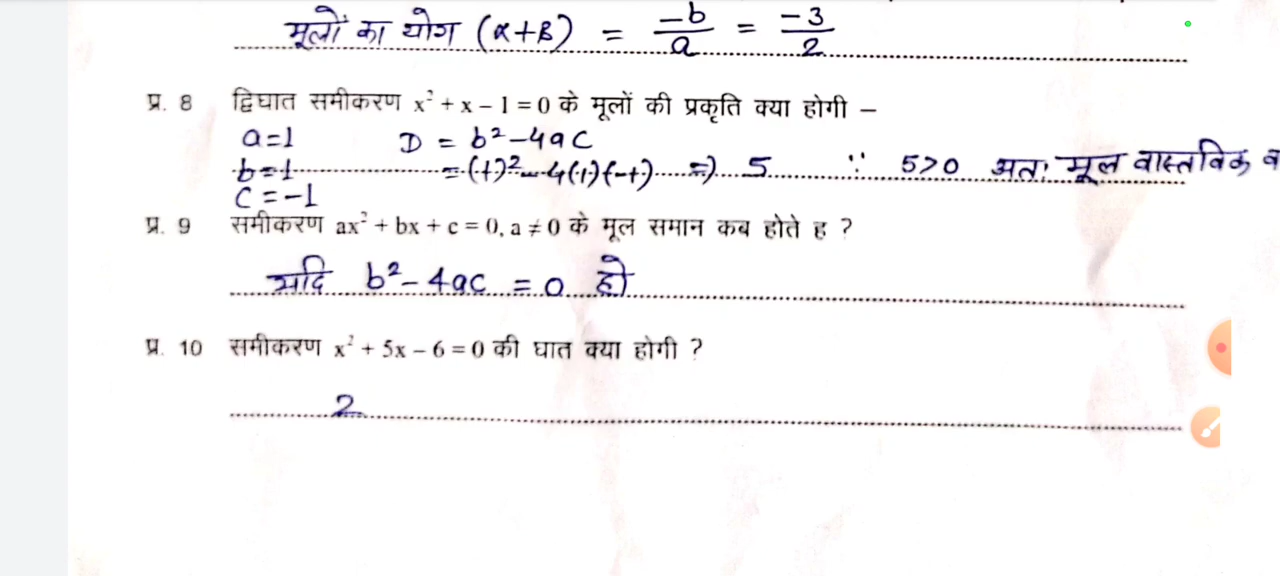 मूलों का योग (α+β) = -b/a = -3/2
प्र. 8 द्विघात समीकरण x² + x – 1 = 0 के मूलों की प्रकृति क्या होगी –
a=1 D = b²-4ac
b=1 =(1)²-4(1)(-1) => 5 ∵ 5>0 अतः मूल वास्तविक व
c=-1
प्र. 9 समीकरण ax² + bx + c = 0, a ≠ 0 के मूल समान कब होते ह ?
यदि b²-4ac = 0 हो
प्र. 10 समीकरण x² + 5x – 6 = 0 की घात क्या होगी ?
2